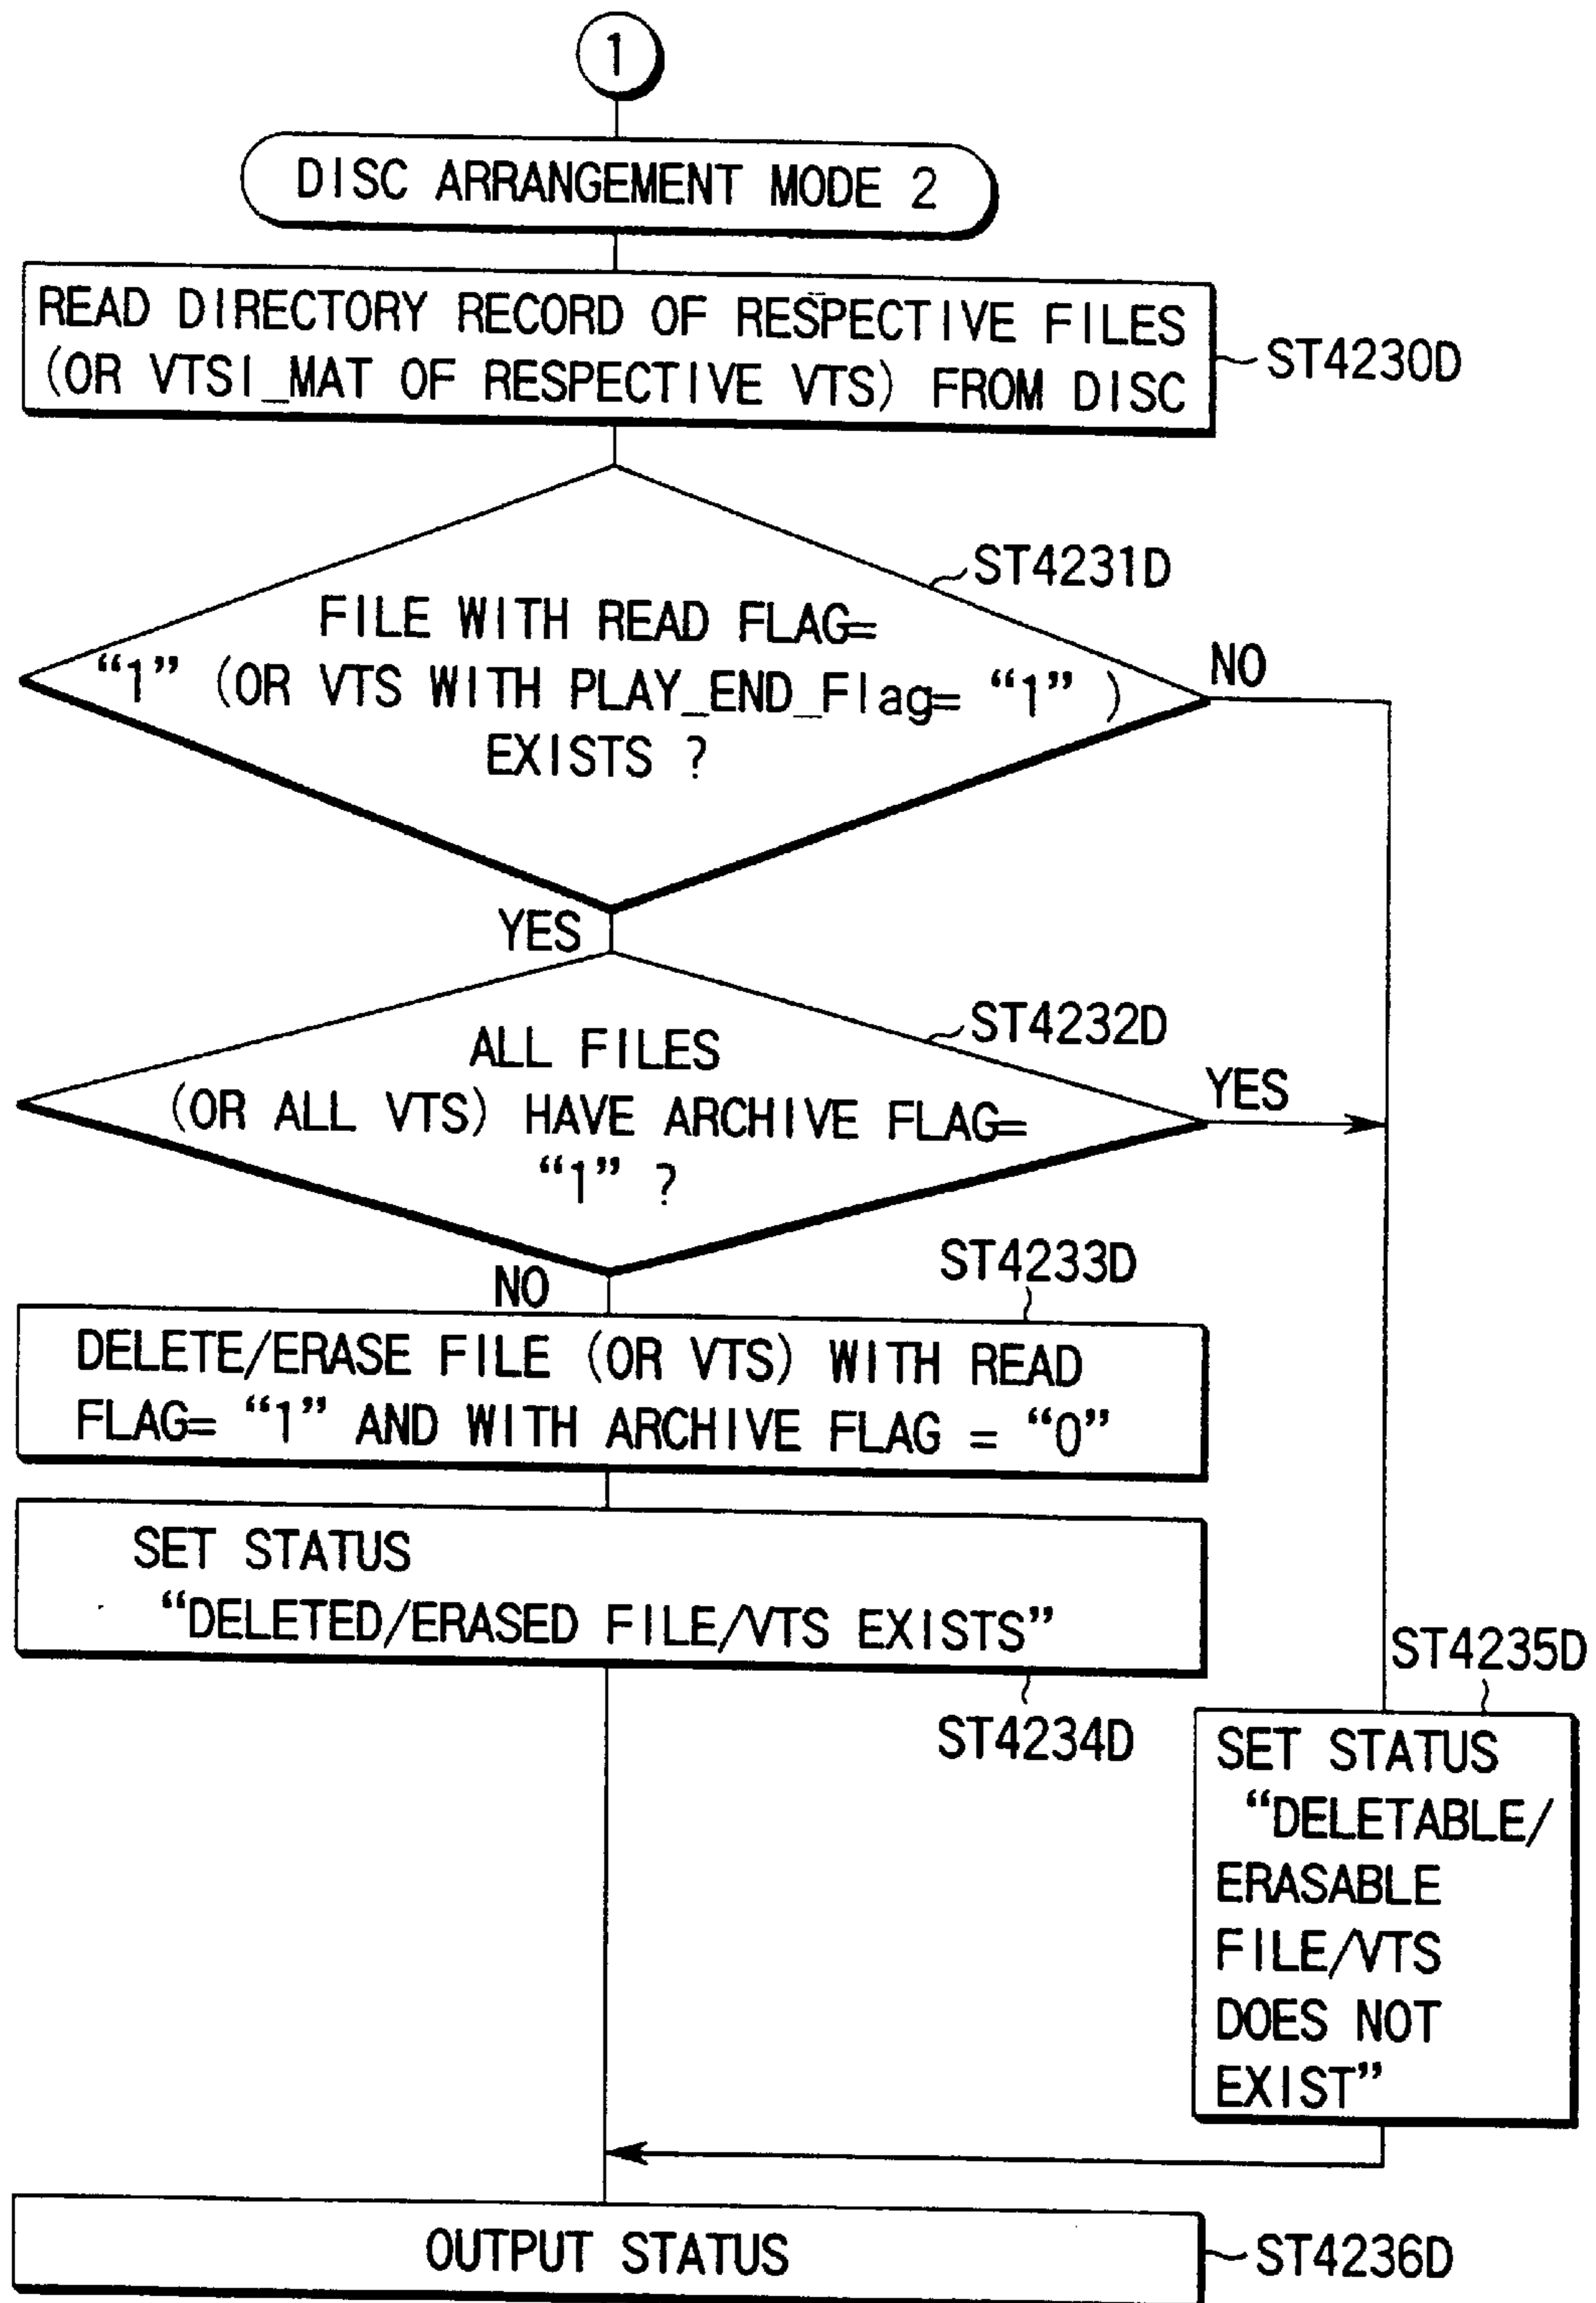 1
DISC ARRANGEMENT MODE 2
READ DIRECTORY RECORD OF RESPECTIVE FILES
(OR VTSI_MAT OF RESPECTIVE VTS) FROM DISC
ST4230D
ST4231D
FILE WITH READ FLAG=
“1” (OR VTS WITH PLAY_END_Flag= “1” )
EXISTS ?
NO
YES
ST4232D
ALL FILES
(OR ALL VTS) HAVE ARCHIVE FLAG=
“1” ?
YES
NO
ST4233D
DELETE/ERASE FILE (OR VTS) WITH READ
FLAG= “1” AND WITH ARCHIVE FLAG = “0”
SET STATUS
“DELETED/ERASED FILE/VTS EXISTS”
ST4234D
ST4235D
SET STATUS
“DELETABLE/
ERASABLE
FILE/VTS
DOES NOT
EXIST”
OUTPUT STATUS
ST4236D